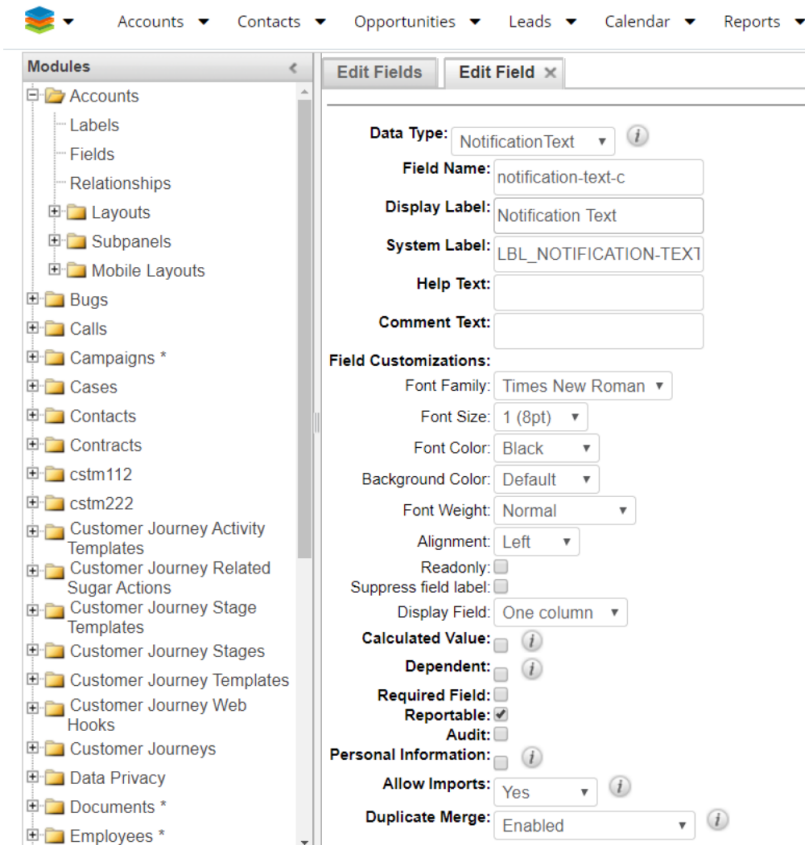 Accounts Contacts Opportunities Leads Calendar Reports
Modules
Accounts
Labels
Fields
Relationships
Layouts
Subpanels
Mobile Layouts
Bugs
Calls
Campaigns *
Cases
Contacts
Contracts
cstm112
cstm222
Customer Journey Activity
Templates
Customer Journey Related
Sugar Actions
Customer Journey Stage
Templates
Customer Journey Stages
Customer Journey Templates
Customer Journey Web
Hooks
Customer Journeys
Data Privacy
Documents *
Employees *
Edit Fields Edit Field
Data Type: NotificationText
Field Name: notification-text-c
Display Label: Notification Text
System Label: LBL_NOTIFICATION-TEXT
Help Text:
Comment Text:
Field Customizations:
Font Family: Times New Roman
Font Size: 1 (8pt)
Font Color: Black
Background Color: Default
Font Weight: Normal
Alignment: Left
Readonly:
Suppress field label:
Display Field: One column
Calculated Value:
Dependent:
Required Field:
Reportable:
Audit:
Personal Information:
Allow Imports: Yes
Duplicate Merge: Enabled